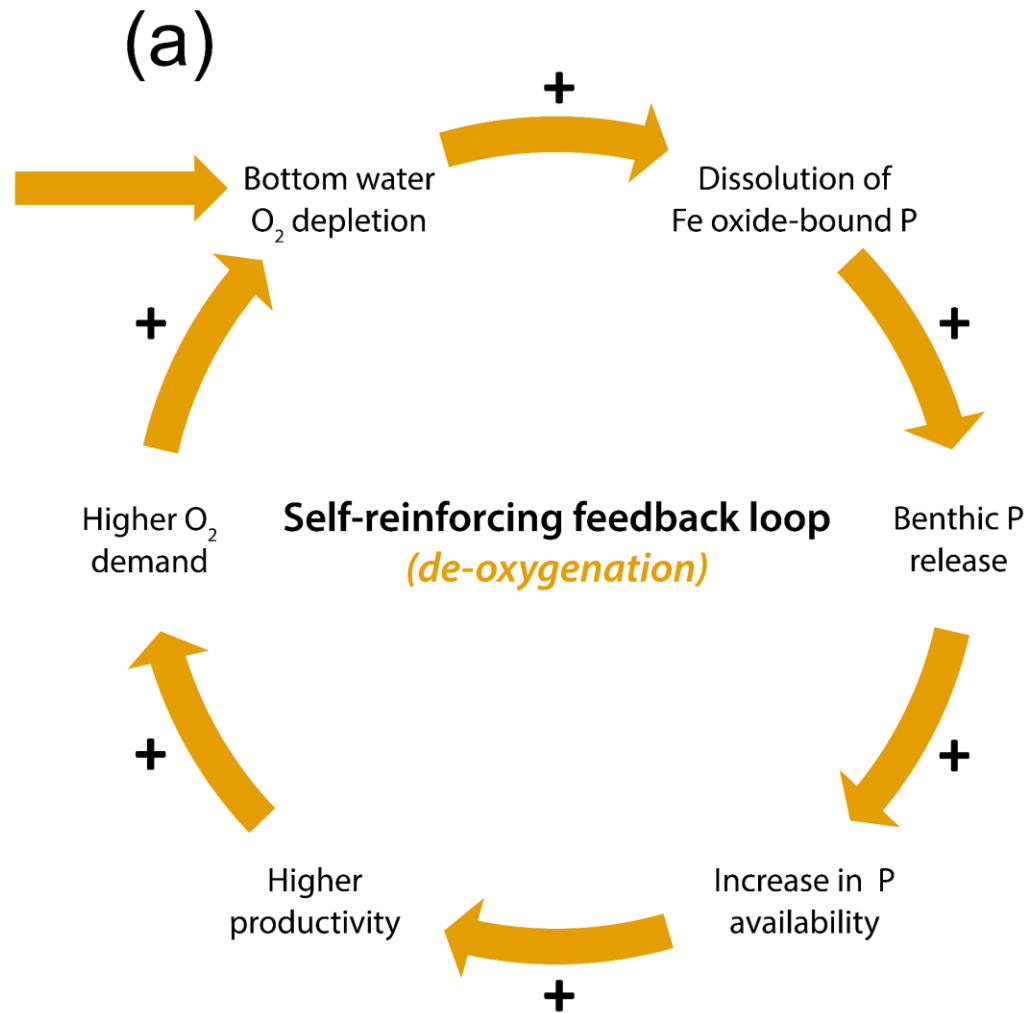 (a)
+
Bottom water
O₂ depletion
Dissolution of
Fe oxide-bound P
+
+
Higher O₂
demand
Self-reinforcing feedback loop
(de-oxygenation)
Benthic P
release
+
+
Higher
productivity
Increase in P
availability
+